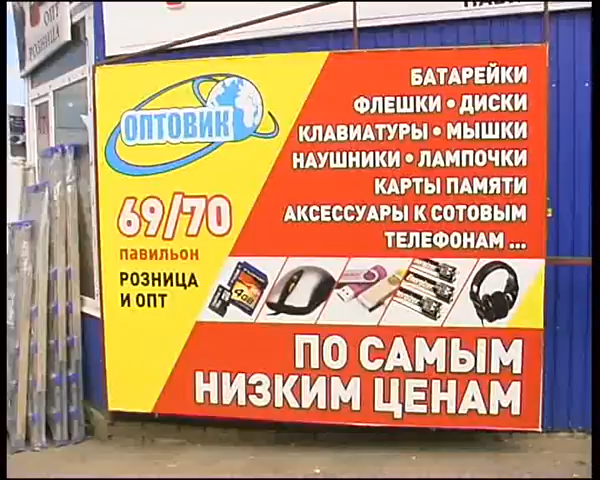 ОПТ
РОЗНИЦА
ОПТОВИК
69/70
павильон
РОЗНИЦА
И ОПТ
БАТАРЕЙКИ
ФЛЕШКИ • ДИСКИ
КЛАВИАТУРЫ • МЫШКИ
НАУШНИКИ • ЛАМПОЧКИ
КАРТЫ ПАМЯТИ
АКСЕССУАРЫ К СОТОВЫМ
ТЕЛЕФОНАМ ...
4GB
ПО САМЫМ
НИЗКИМ ЦЕНАМ